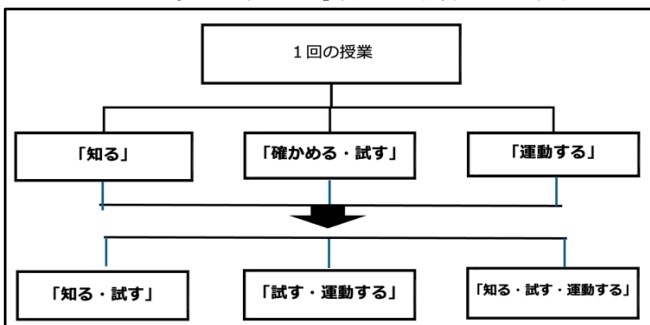 １回の授業
「知る」
「確かめる・試す」
「運動する」
「知る・試す」
「試す・運動する」
「知る・試す・運動する」